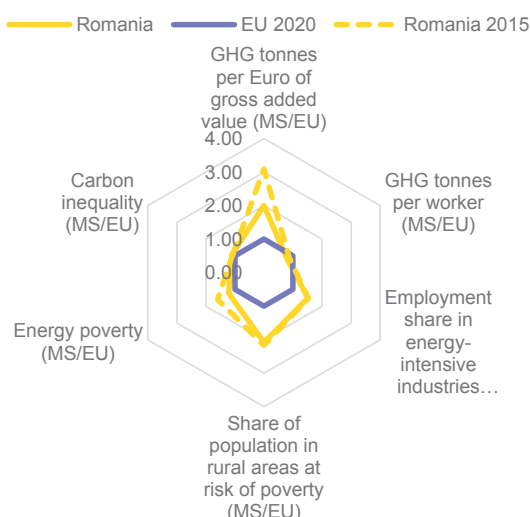 Romania EU 2020 Romania 2015
GHG tonnes
per Euro of
gross added
value (MS/EU)
4.00
3.00
2.00
1.00
0.00
GHG tonnes
per worker
(MS/EU)
Employment
share in
energy-
intensive
industries…
Share of
population in
rural areas at
risk of poverty
(MS/EU)
Energy poverty
(MS/EU)
Carbon
inequality
(MS/EU)